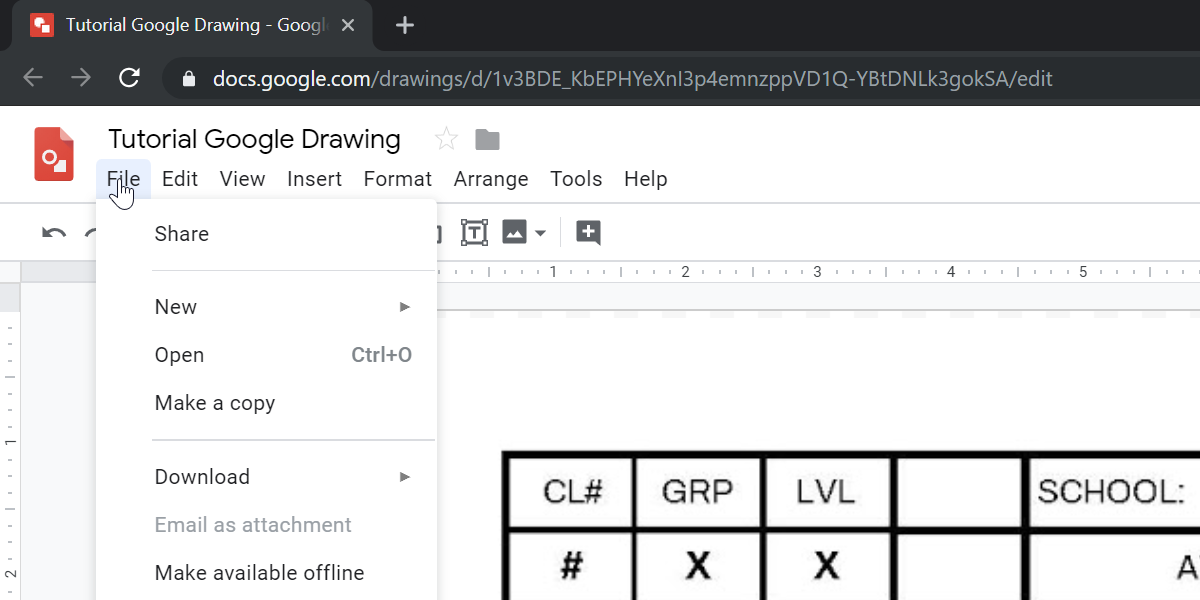 Tutorial Google Drawing - Googl
docs.google.com/drawings/d/1v3BDE_KbEPHYeXnI3p4emnzppVD1Q-YBtDNLk3gokSA/edit
Tutorial Google Drawing
File Edit View Insert Format Arrange Tools Help
Share
1 2 3 4 5
New
Open Ctrl+O
Make a copy
1
Download
Email as attachment
Make available offline
2
CL# GRP LVL SCHOOL:
# X X